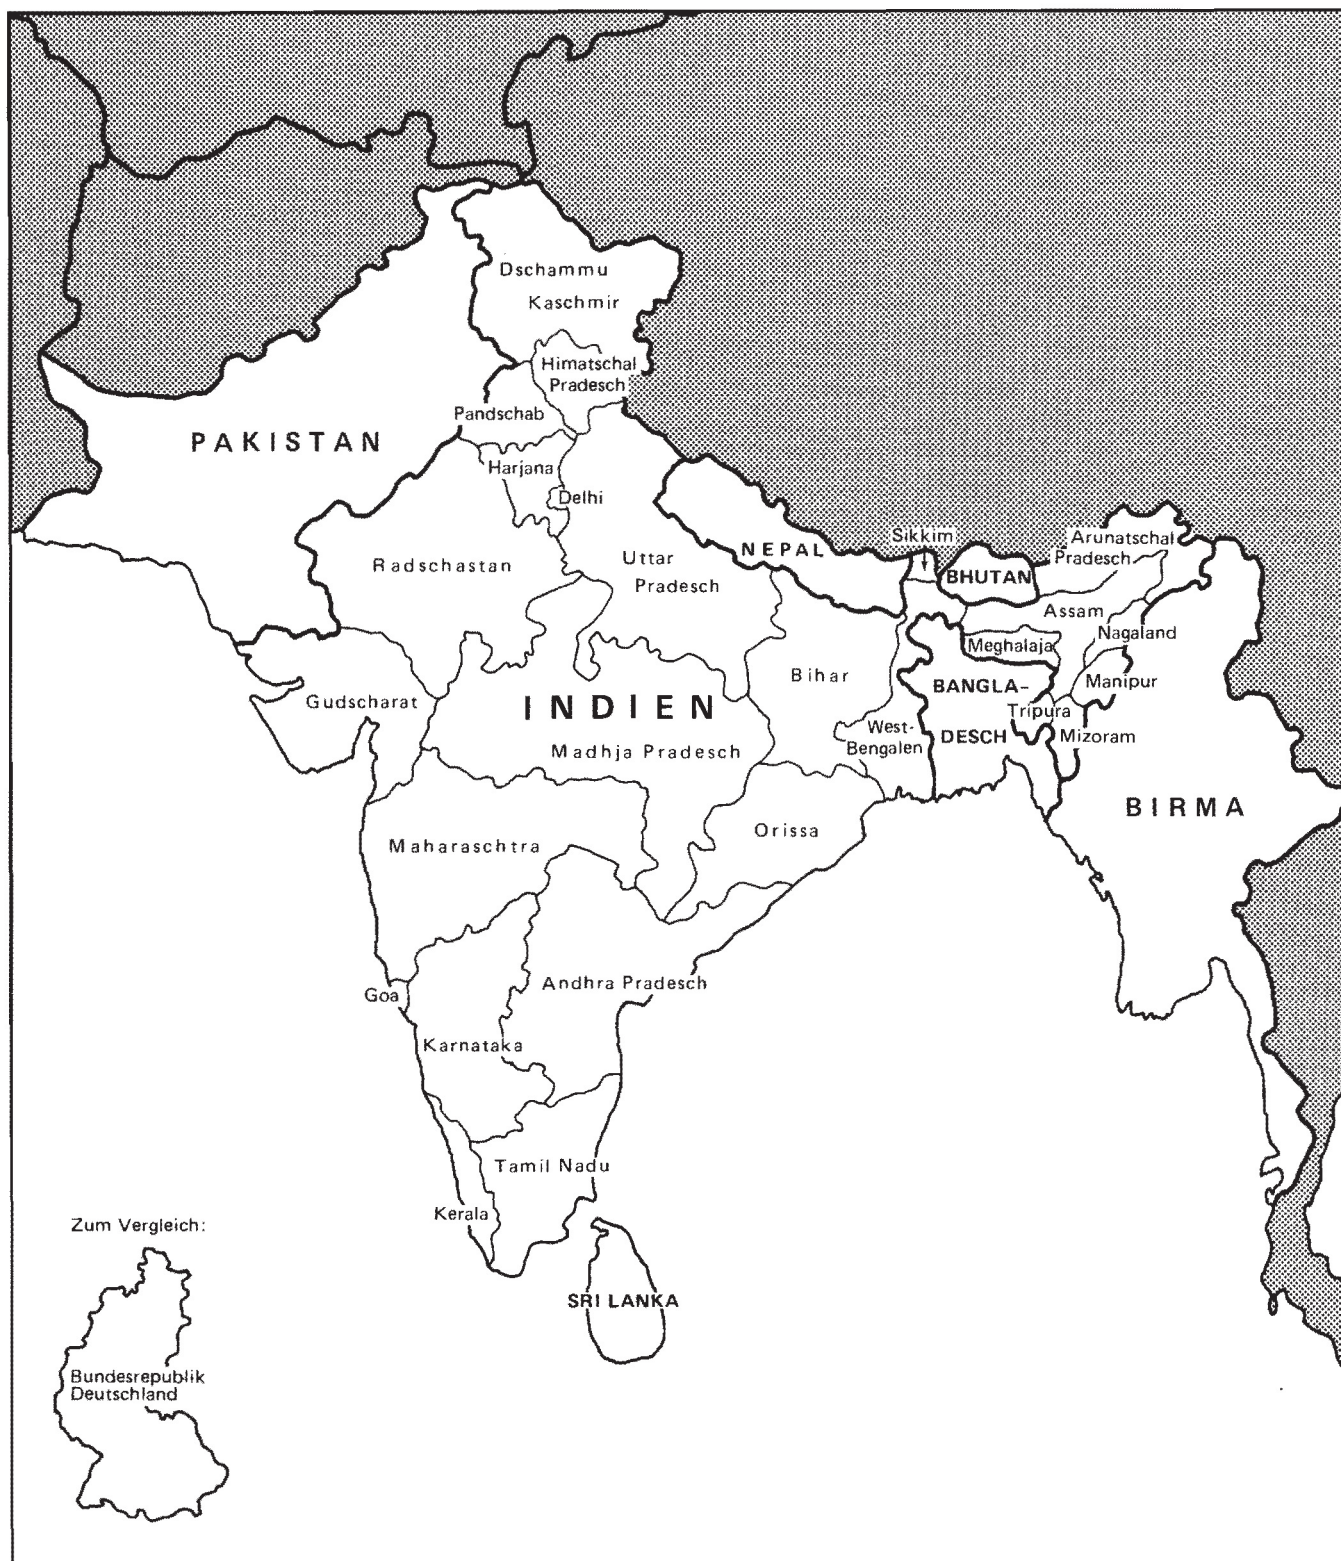 Dschammu
Kaschmir
Himatschal
Pradesch
Pandschab
PAKISTAN
Harjana
Delhi
Radschastan
Uttar
Pradesch
NEPAL
Sikkim
BHUTAN
Arunatschal
Pradesch
Assam
Nagaland
Meghalaja
Manipur
BANGLA-
DESCH
Tripura
Mizoram
Bihar
West-
Bengalen
Gudscharat
INDIEN
Madhja Pradesch
BIRMA
Orissa
Maharaschtra
Andhra Pradesch
Goa
Karnataka
Tamil Nadu
Kerala
SRI LANKA
Zum Vergleich:
Bundesrepublik
Deutschland